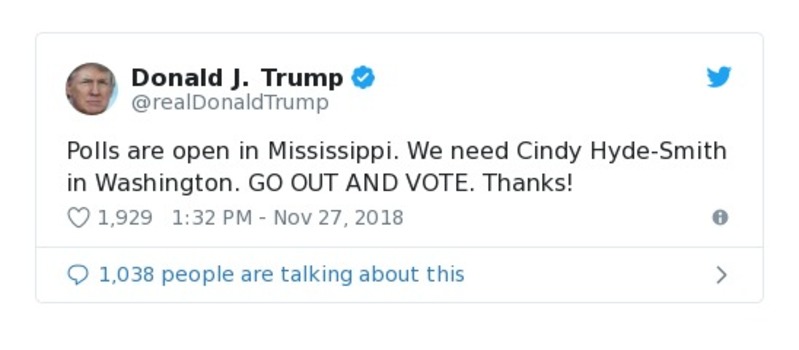 Donald J. Trump
@realDonaldTrump
Polls are open in Mississippi. We need Cindy Hyde-Smith
in Washington. GO OUT AND VOTE. Thanks!
1,929 1:32 PM - Nov 27, 2018
1,038 people are talking about this